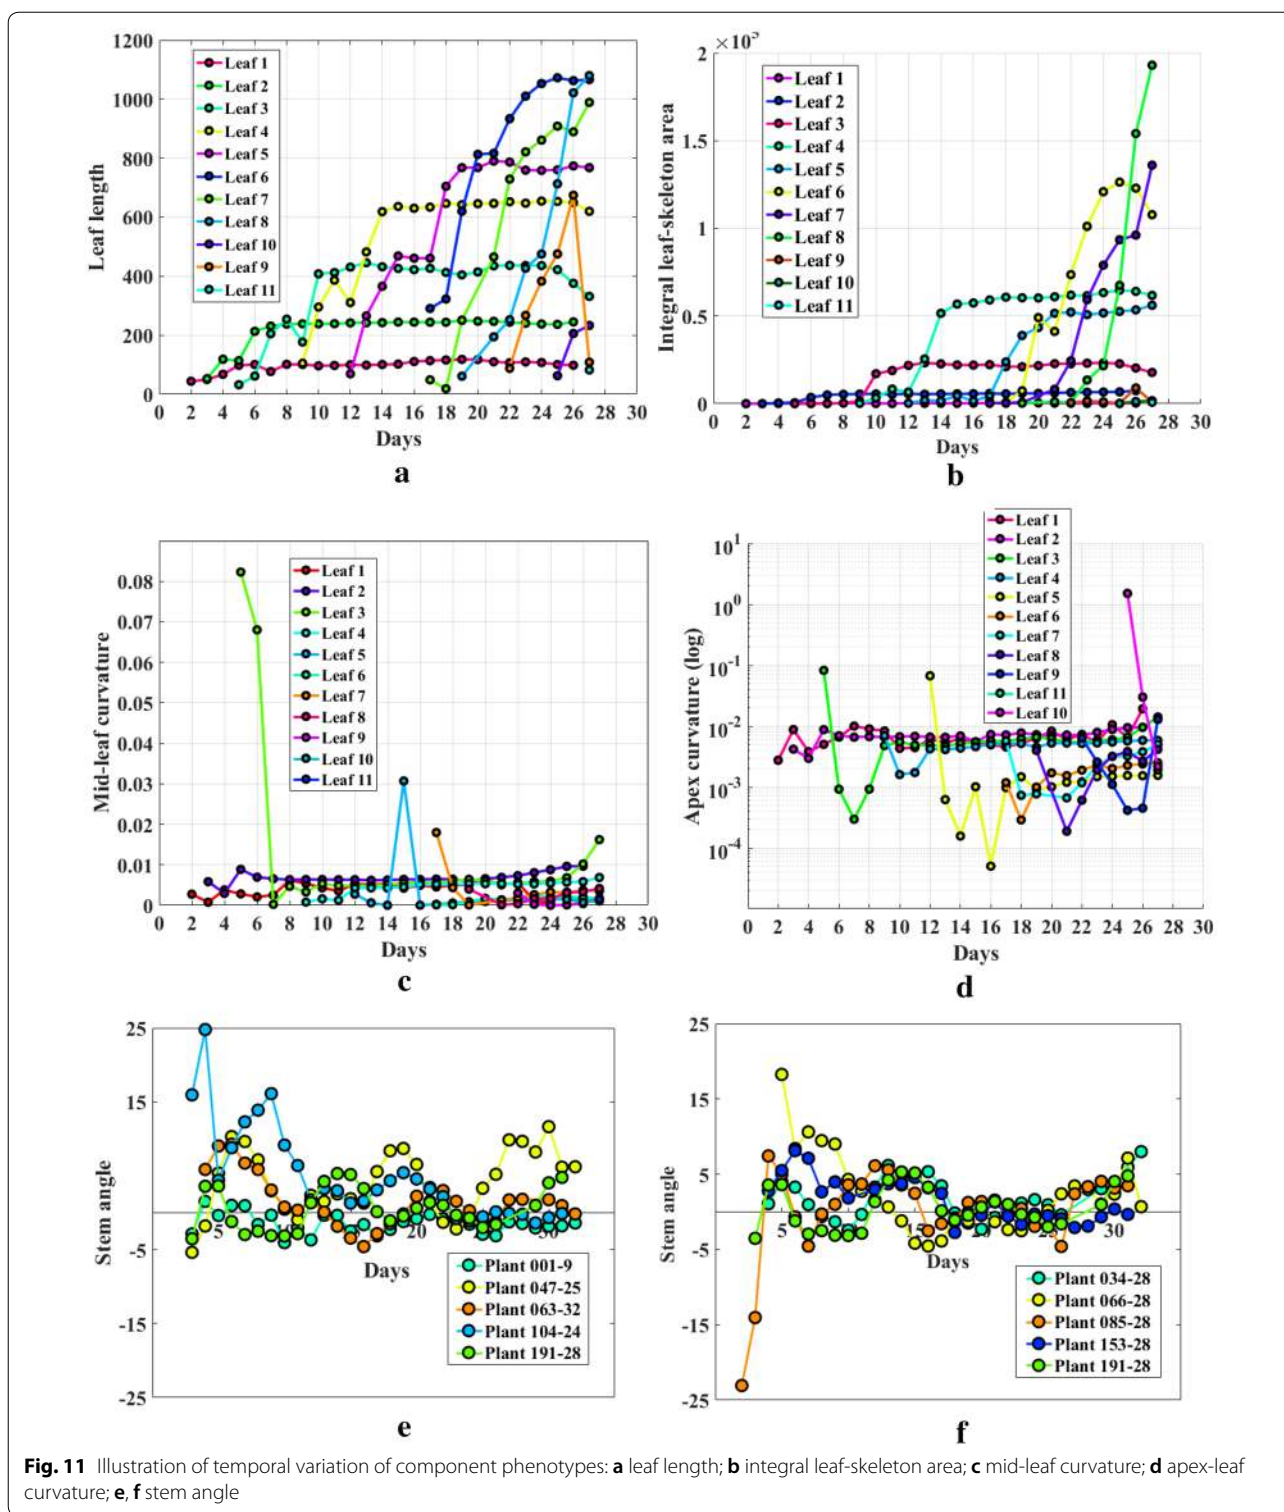 1200
1000
800
600
400
200
0
Leaf length
Leaf 1
Leaf 2
Leaf 3
Leaf 4
Leaf 5
Leaf 6
Leaf 7
Leaf 8
Leaf 10
Leaf 9
Leaf 11
0 2 4 6 8 10 12 14 16 18 20 22 24 26 28 30
Days
a
×10⁵
2
1.5
1
0.5
0
Integral leaf-skeleton area
Leaf 1
Leaf 2
Leaf 3
Leaf 4
Leaf 5
Leaf 6
Leaf 7
Leaf 8
Leaf 9
Leaf 10
Leaf 11
0 2 4 6 8 10 12 14 16 18 20 22 24 26 28 30
Days
b
0.08
0.07
0.06
0.05
0.04
0.03
0.02
0.01
0
Mid-leaf curvature
Leaf 1
Leaf 2
Leaf 3
Leaf 4
Leaf 5
Leaf 6
Leaf 7
Leaf 8
Leaf 9
Leaf 10
Leaf 11
0 2 4 6 8 10 12 14 16 18 20 22 24 26 28 30
Days
c
10¹
10⁰
10⁻¹
10⁻²
10⁻³
10⁻⁴
Apex curvature (log)
Leaf 1
Leaf 2
Leaf 3
Leaf 4
Leaf 5
Leaf 6
Leaf 7
Leaf 8
Leaf 9
Leaf 11
Leaf 10
0 2 4 6 8 10 12 14 16 18 20 22 24 26 28 30
Days
d
25
15
5
-5
-15
-25
Stem angle
Days
Plant 001-9
Plant 047-25
Plant 063-32
Plant 104-24
Plant 191-28
e
25
15
5
-5
-15
-25
Stem angle
5
30
Days
Plant 034-28
Plant 066-28
Plant 085-28
Plant 153-28
Plant 191-28
f
Fig. 11 Illustration of temporal variation of component phenotypes: a leaf length; b integral leaf-skeleton area; c mid-leaf curvature; d apex-leaf
curvature; e, f stem angle